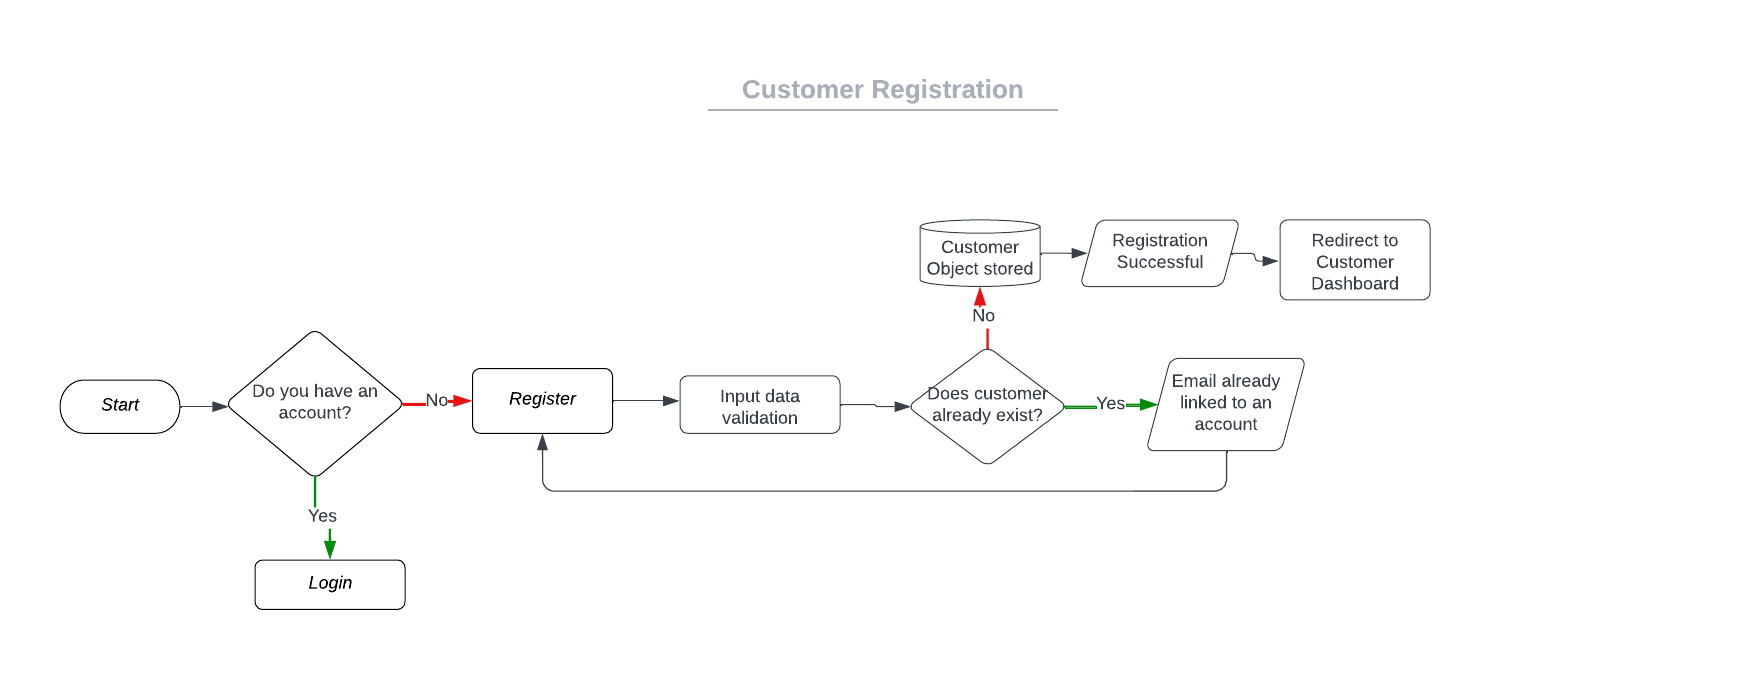 Customer Registration
Customer
Object stored
Registration
Successful
Redirect to
Customer
Dashboard
No
Start
Do you have an
account?
No
Register
Input data
validation
Does customer
already exist?
Yes
Email already
linked to an
account
Yes
Login